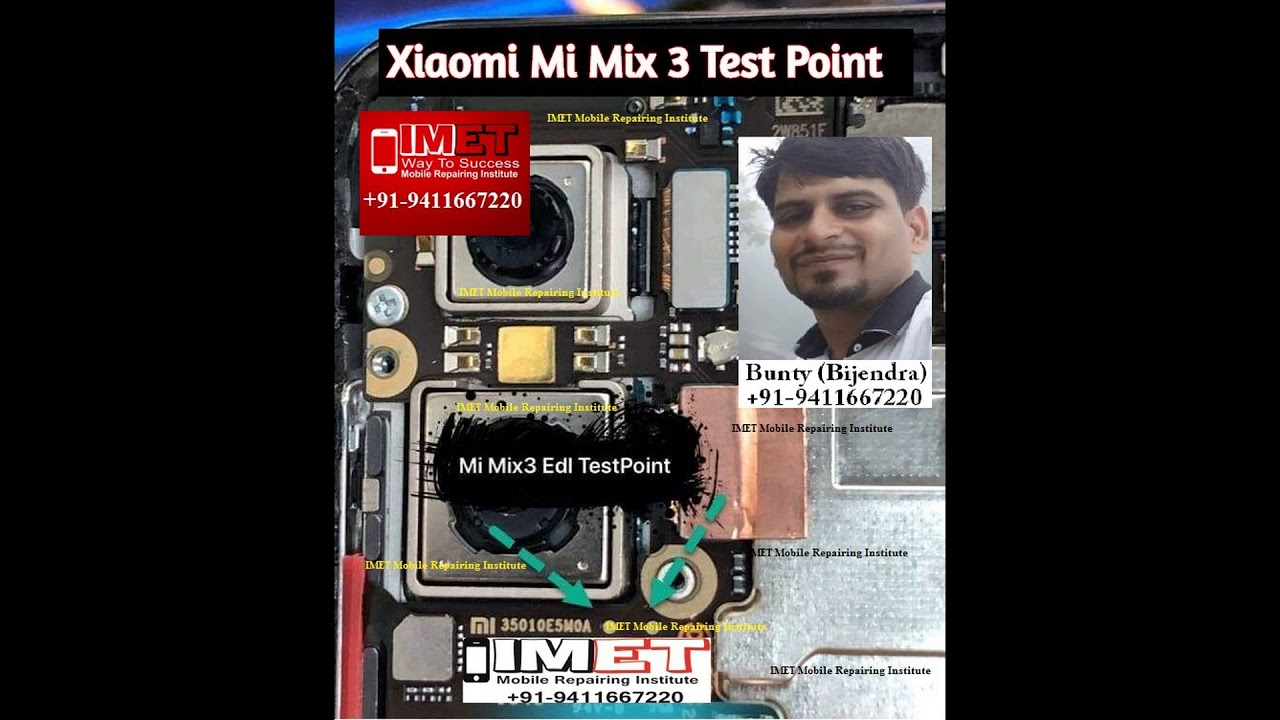 Xiaomi Mi Mix 3 Test Point
IMET Mobile Repairing Institute
2W851F
IMET
Way To Success
Mobile Repairing Institute
+91-9411667220
IMET Mobile Repairing Institute
Bunty (Bijendra)
+91-9411667220
IMET Mobile Repairing Institute
IMET Mobile Repairing Institute
Mi Mix3 Edl TestPoint
IMET Mobile Repairing Institute
IMET Mobile Repairing Institute
mi 35010E5M0A
IMET Mobile Repairing Institute
IMET
Mobile Repairing Institute
+91-9411667220
IMET Mobile Repairing Institute